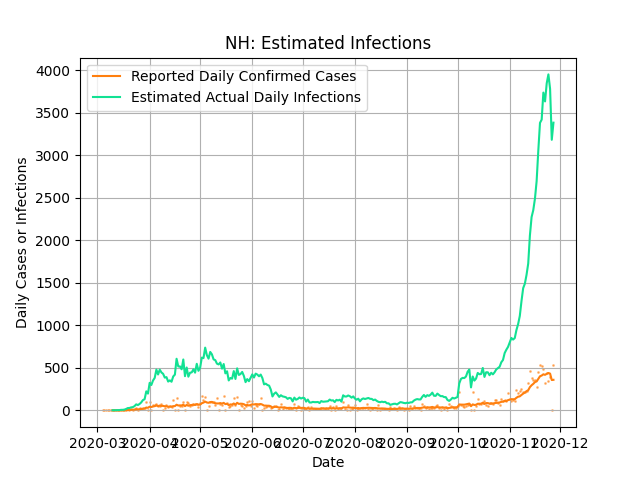 NH: Estimated Infections
Reported Daily Confirmed Cases
Estimated Actual Daily Infections
Daily Cases or Infections
4000
3500
3000
2500
2000
1500
1000
500
0
2020-03 2020-04 2020-05 2020-06 2020-07 2020-08 2020-09 2020-10 2020-11 2020-12
Date